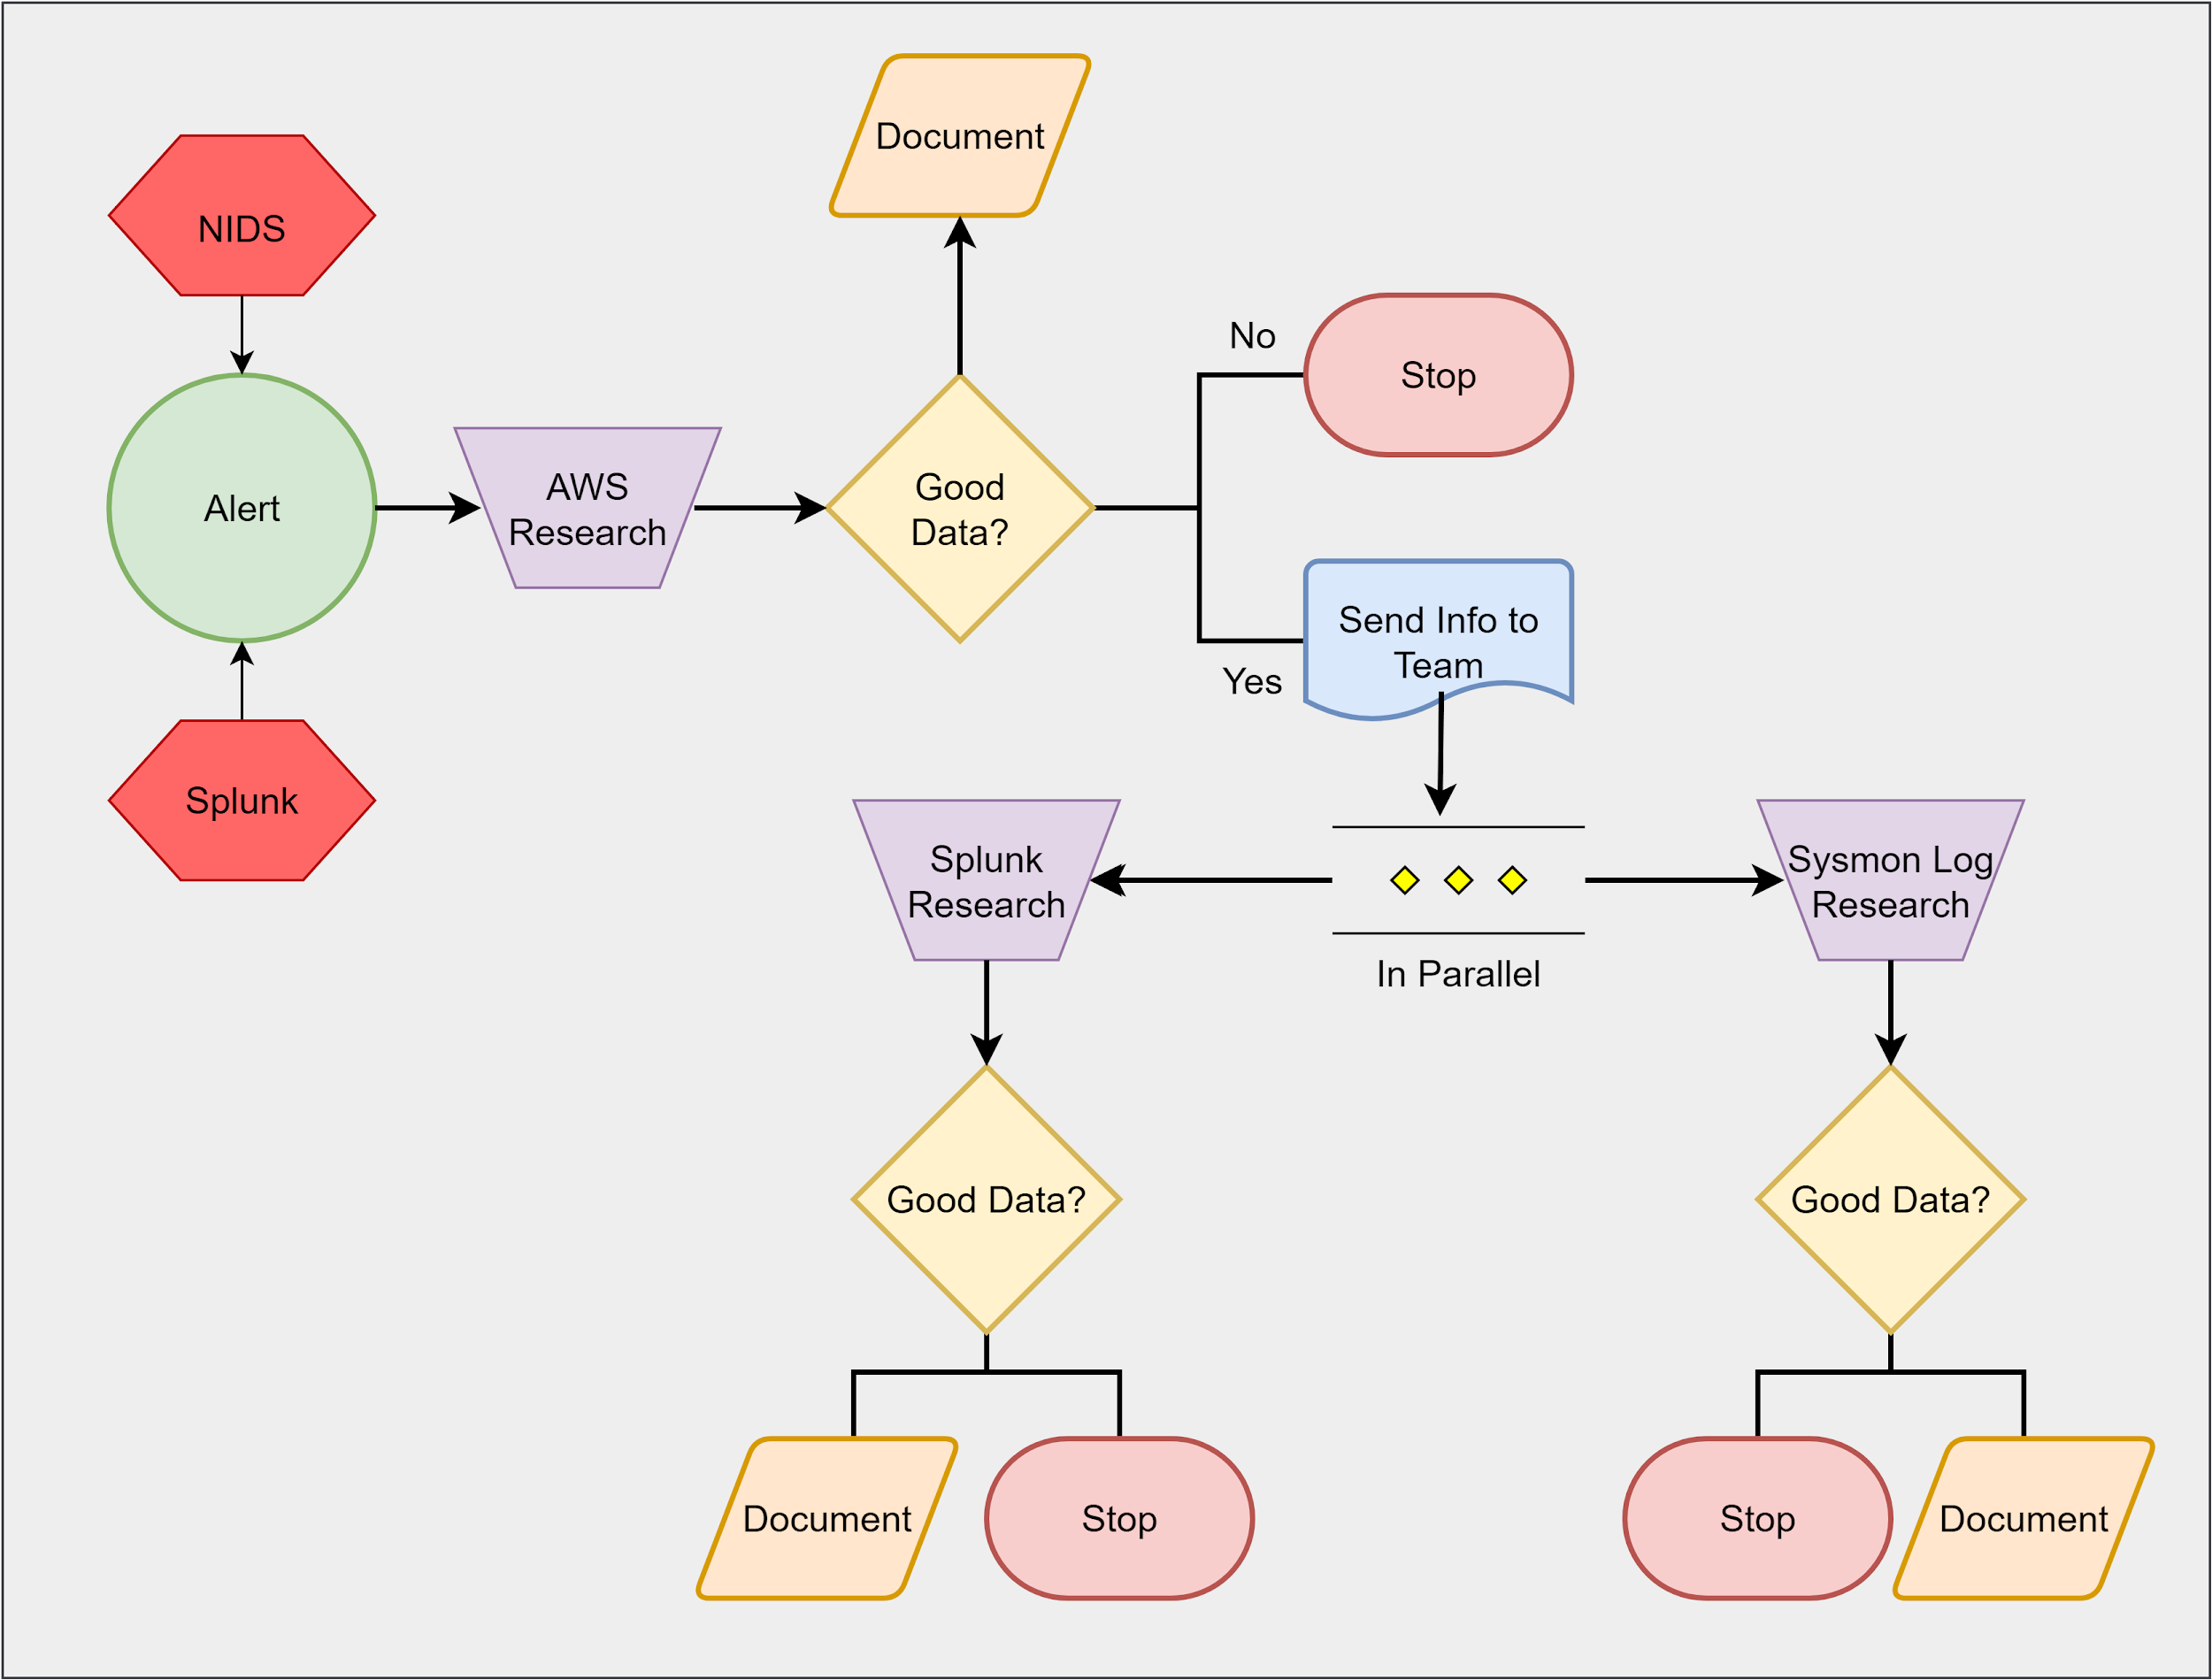 Document
NIDS
No
Stop
Alert
AWS
Research
Good
Data?
Send Info to
Team
Yes
Splunk
Splunk
Research
Sysmon Log
Research
In Parallel
Good Data?
Good Data?
Document
Stop
Stop
Document